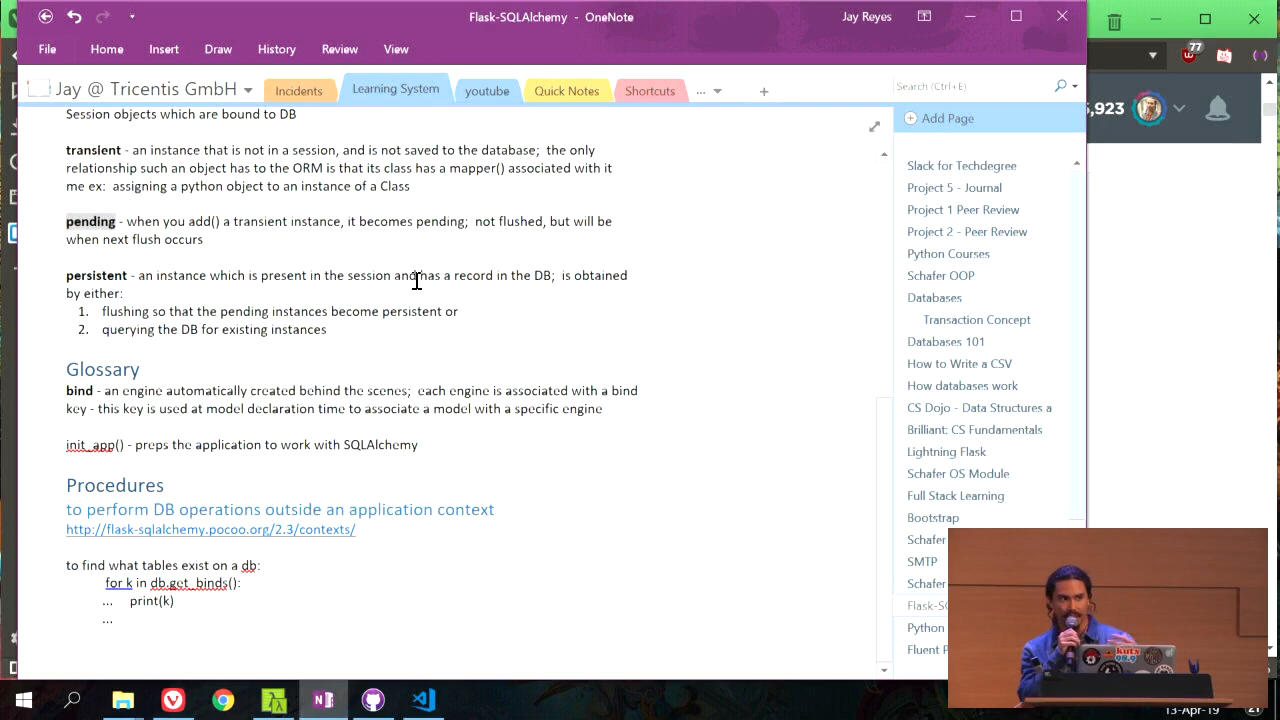 Flask-SQLAlchemy - OneNote
Jay Reyes
File Home Insert Draw History Review View
77
Jay @ Tricentis GmbH
Incidents Learning System youtube Quick Notes Shortcuts ... +
Search (Ctrl+E)
5,923
Session objects which are bound to DB
transient - an instance that is not in a session, and is not saved to the database; the only
relationship such an object has to the ORM is that its class has a mapper() associated with it
me ex: assigning a python object to an instance of a Class
pending - when you add() a transient instance, it becomes pending; not flushed, but will be
when next flush occurs
persistent - an instance which is present in the session and has a record in the DB; is obtained
by either:
1. flushing so that the pending instances become persistent or
2. querying the DB for existing instances
Glossary
bind - an engine automatically created behind the scenes; each engine is associated with a bind
key - this key is used at model declaration time to associate a model with a specific engine
init_app() - preps the application to work with SQLAlchemy
Procedures
to perform DB operations outside an application context
http://flask-sqlalchemy.pocoo.org/2.3/contexts/
to find what tables exist on a db:
for k in db.get_binds():
... print(k)
...
Add Page
Slack for Techdegree
Project 5 - Journal
Project 1 Peer Review
Project 2 - Peer Review
Python Courses
Schafer OOP
Databases
Transaction Concept
Databases 101
How to Write a CSV
How databases work
CS Dojo - Data Structures a
Brilliant: CS Fundamentals
Lightning Flask
Schafer OS Module
Full Stack Learning
Bootstrap
Schafer
SMTP
Schafer
Flask-SQ
Python
Fluent P
kutx
98.9
13-Apr-19
21